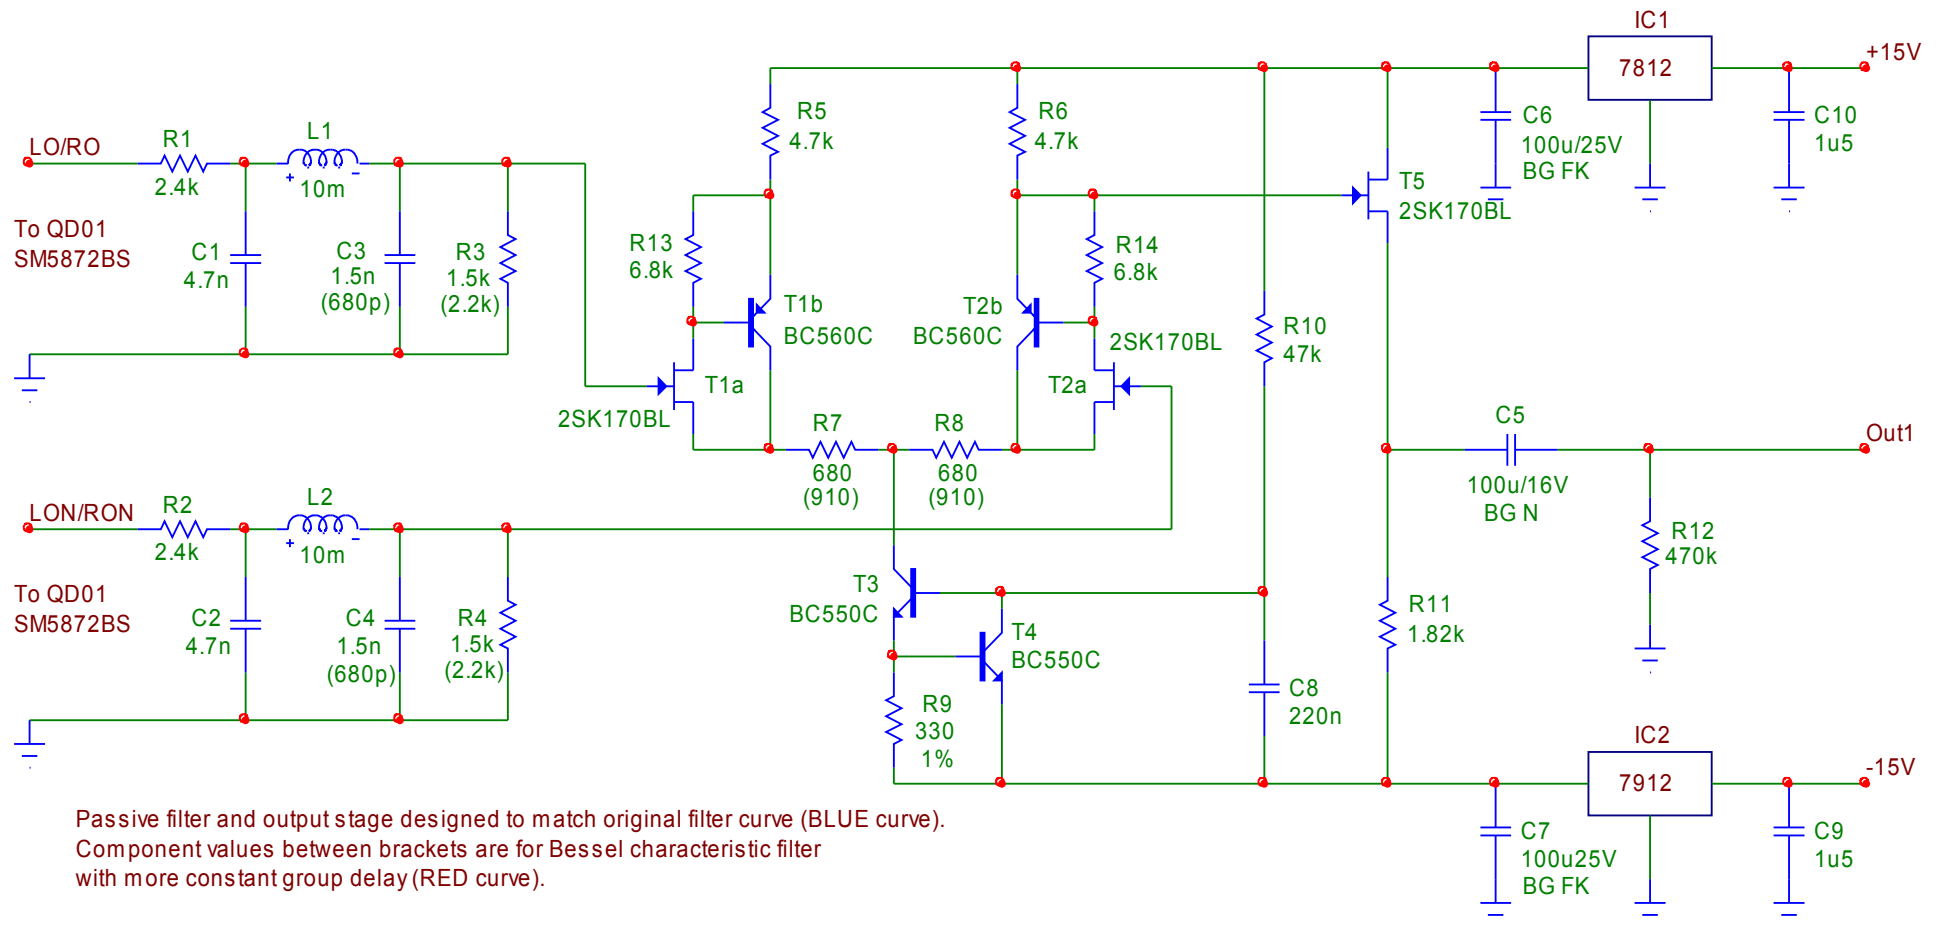 IC1
7812
+15V
C6
100u/25V
BG FK
C10
1u5
R5
4.7k
R6
4.7k
LO/RO
R1
2.4k
L1
+
-
10m
To QD01
SM5872BS
C1
4.7n
C3
1.5n
(680p)
R3
1.5k
(2.2k)
R13
6.8k
R14
6.8k
T5
2SK170BL
T1b
BC560C
T2b
BC560C
R10
47k
2SK170BL
T1a
2SK170BL
T2a
R7
680
(910)
R8
680
(910)
C5
100u/16V
BG N
Out1
LON/RON
R2
2.4k
L2
+
-
10m
R12
470k
To QD01
SM5872BS
C2
4.7n
C4
1.5n
(680p)
R4
1.5k
(2.2k)
T3
BC550C
T4
BC550C
R11
1.82k
R9
330
1%
C8
220n
IC2
7912
-15V
C7
100u25V
BG FK
C9
1u5
Passive filter and output stage designed to match original filter curve (BLUE curve).
Component values between brackets are for Bessel characteristic filter
with more constant group delay (RED curve).